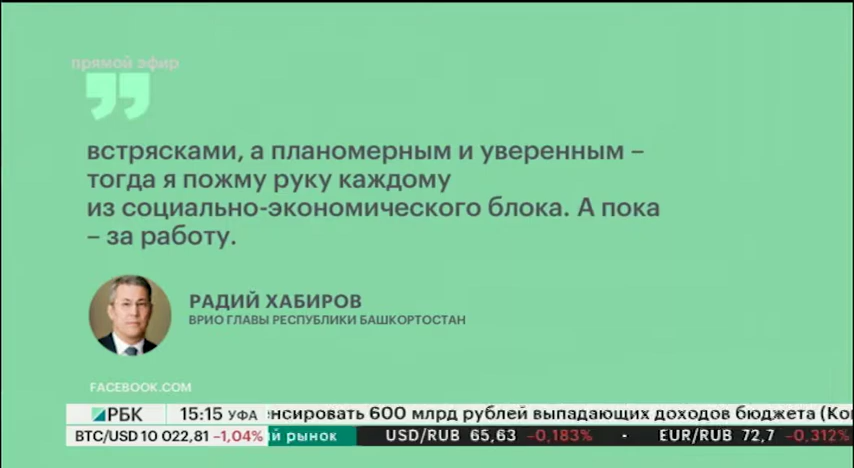 прямой эфир
встрясками, а планомерным и уверенным –
тогда я пожму руку каждому
из социально-экономического блока. А пока
– за работу.
РАДИЙ ХАБИРОВ
ВРИО ГЛАВЫ РЕСПУБЛИКИ БАШКОРТОСТАН
FACEBOOK.COM
РБК 15:15 УФА нсировать 600 млрд рублей выпадающих доходов бюджета (Ко
BTC/USD 10 022,81 -1,04% й рынок USD/RUB 65,63 -0,183% - EUR/RUB 72,7 -0,312%